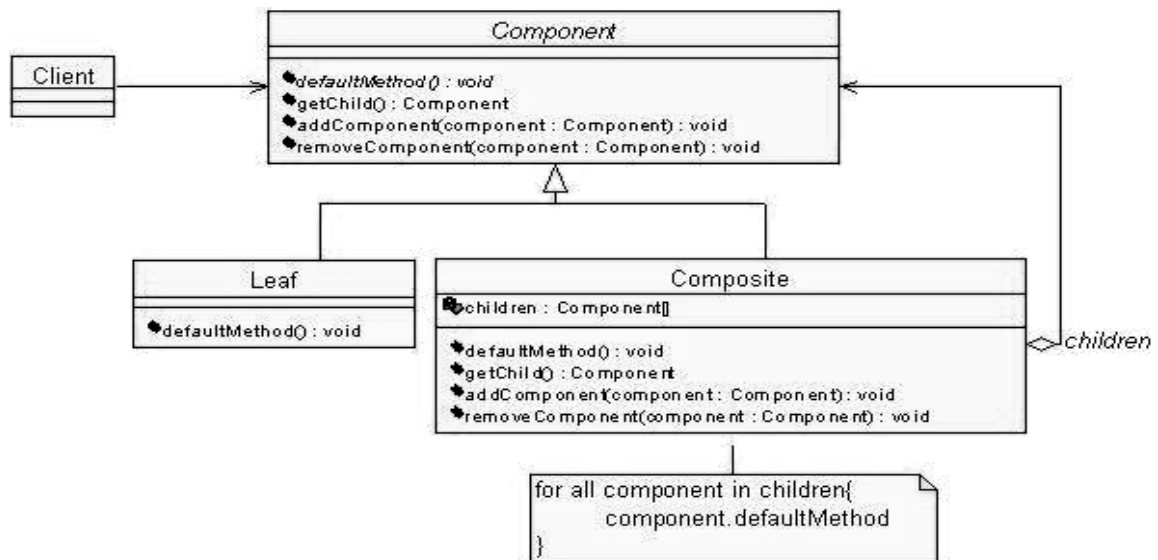 Component
Client
defaultMethod() : void
getChild() : Component
addComponent(component : Component) : void
removeComponent(component : Component) : void
Leaf
defaultMethod() : void
Composite
children : Component[]
defaultMethod() : void
getChild() : Component
addComponent(component : Component) : void
removeComponent(component : Component) : void
children
for all component in children{
component.defaultMethod
}